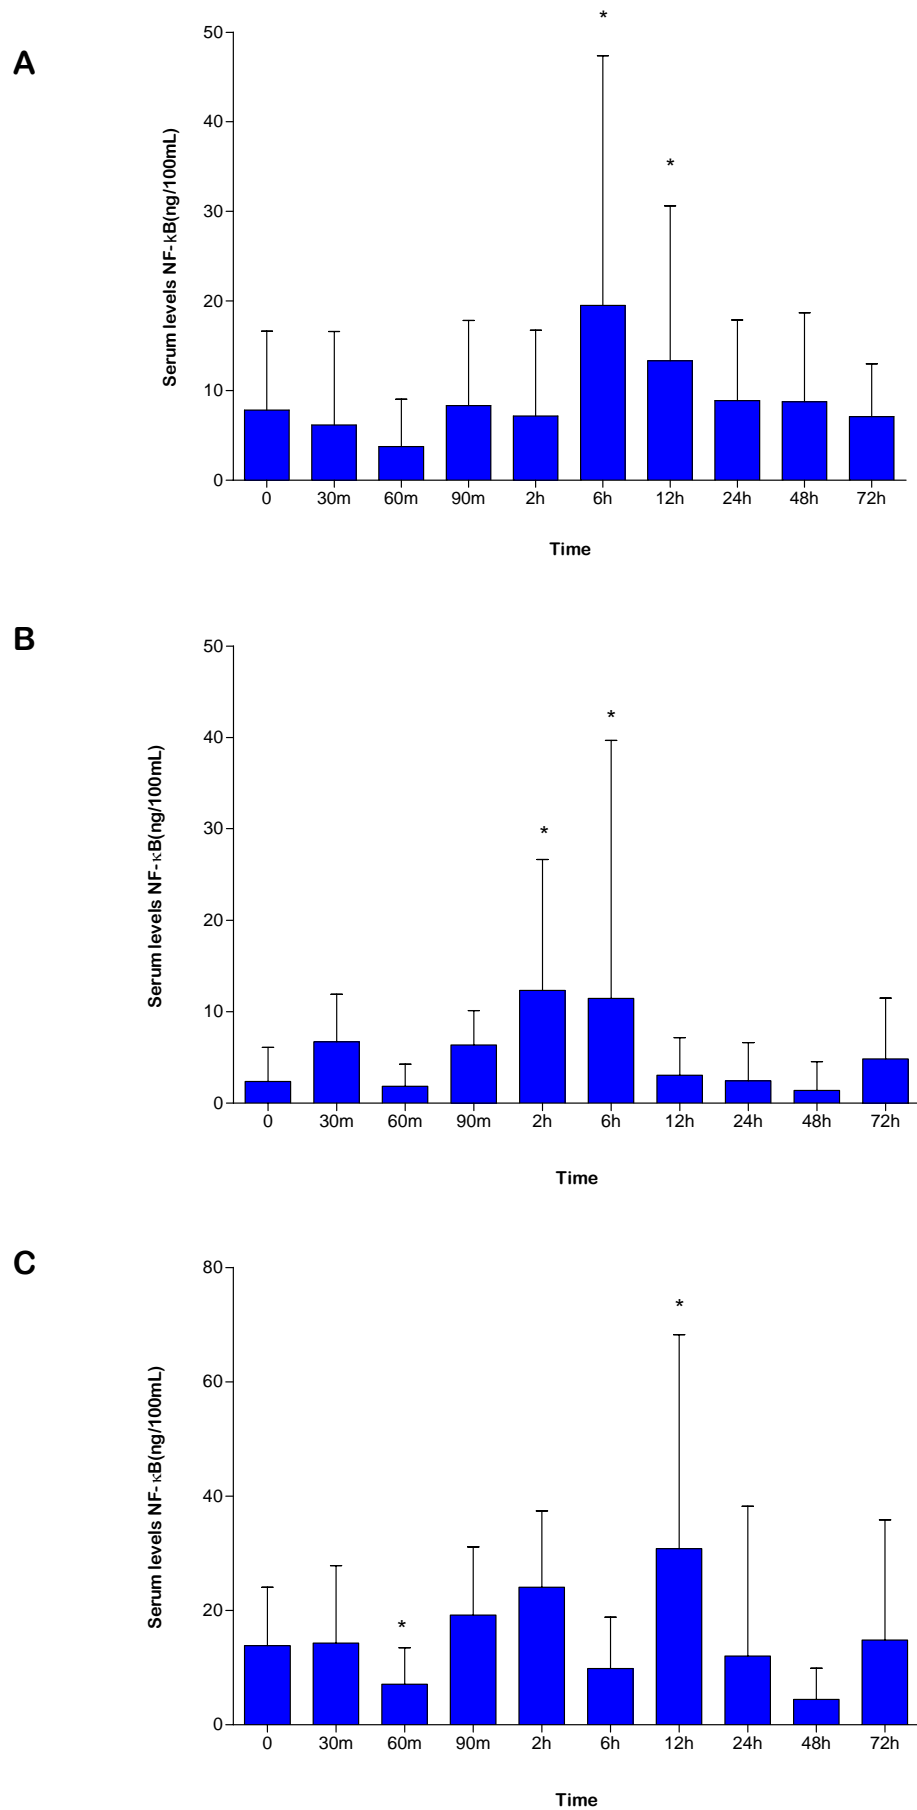 A
Serum levels NF-κB(ng/100mL)
50
40
30
20
10
0
*
*
0 30m 60m 90m 2h 6h 12h 24h 48h 72h
Time
B
Serum levels NF-κB(ng/100mL)
50
40
30
20
10
0
*
*
0 30m 60m 90m 2h 6h 12h 24h 48h 72h
Time
C
Serum levels NF-κB(ng/100mL)
80
60
40
20
0
*
*
0 30m 60m 90m 2h 6h 12h 24h 48h 72h
Time